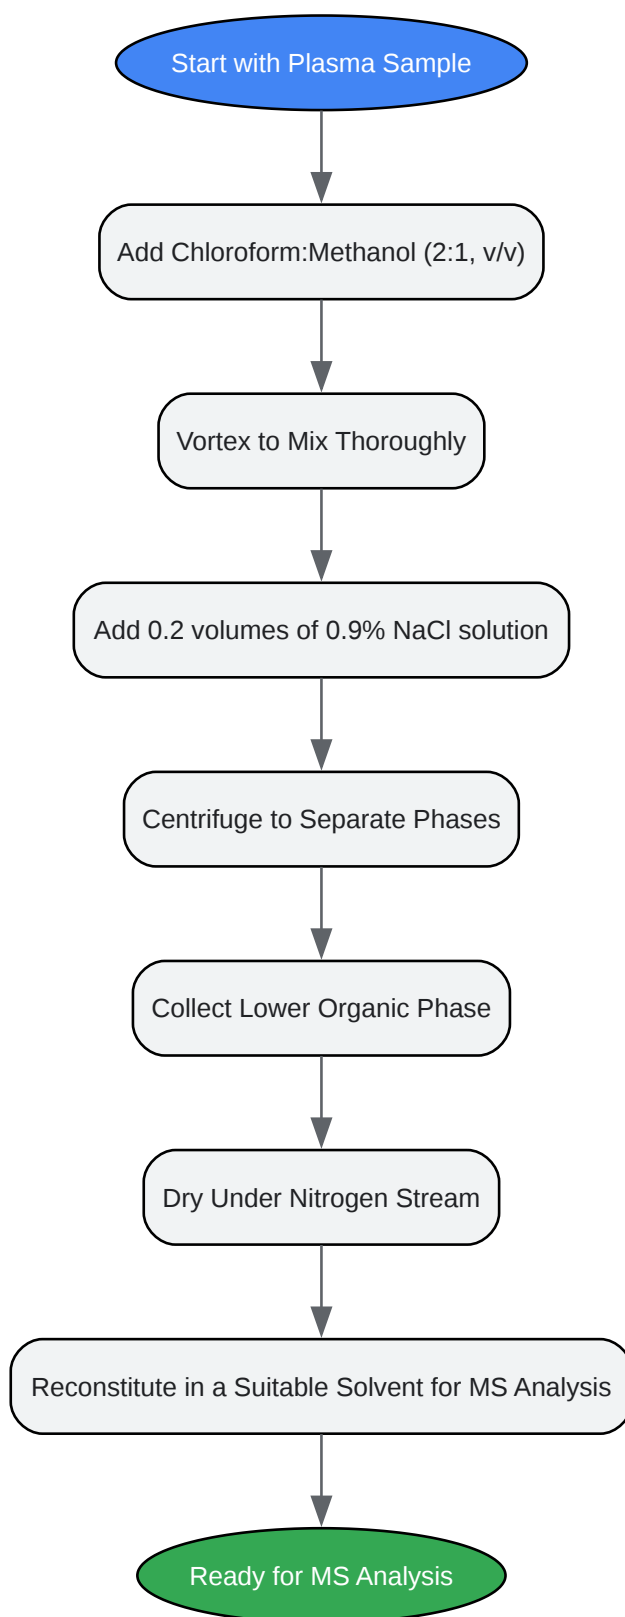 Start with Plasma Sample
Add Chloroform:Methanol (2:1, v/v)
Vortex to Mix Thoroughly
Add 0.2 volumes of 0.9% NaCl solution
Centrifuge to Separate Phases
Collect Lower Organic Phase
Dry Under Nitrogen Stream
Reconstitute in a Suitable Solvent for MS Analysis
Ready for MS Analysis